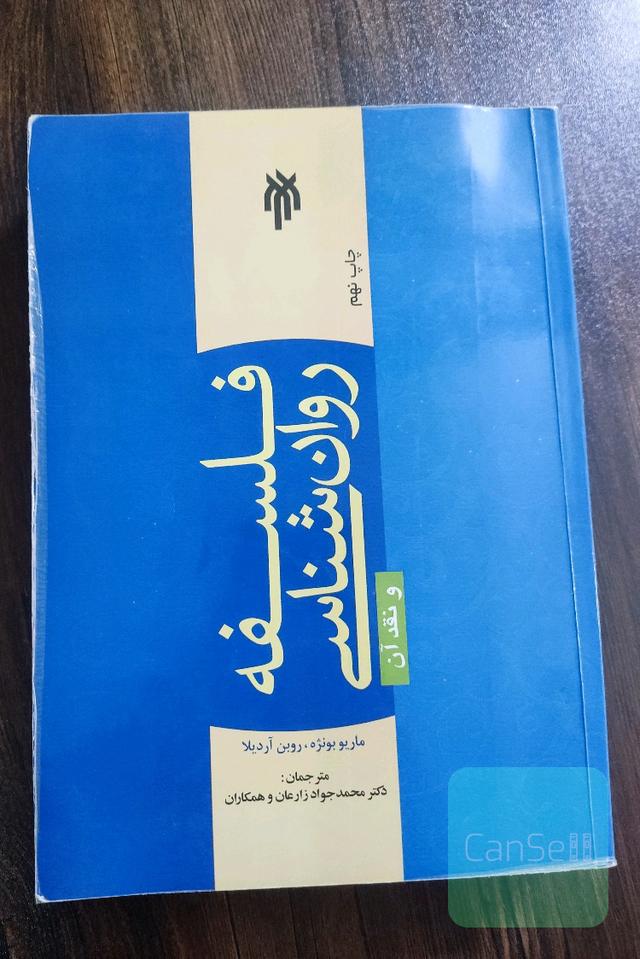 چاپ نهم
فلسفه
روان‌شناسی
و نقد آن
ماریو بونژه، روبن آردیلا
مترجمان:
دکتر محمدجواد زارعان و همکاران
CanSell